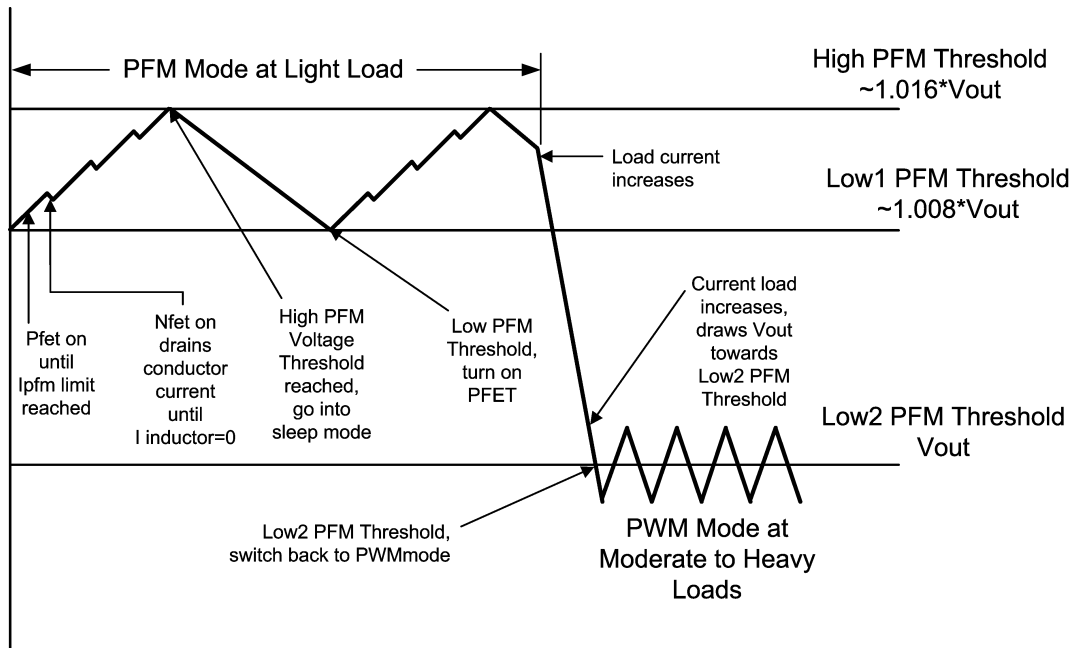 PFM Mode at Light Load
High PFM Threshold
~1.016*Vout
Load current
increases
Low1 PFM Threshold
~1.008*Vout
Pfet on
until
Ipfm limit
reached
Nfet on
drains
conductor
current
until
I inductor=0
High PFM
Voltage
Threshold
reached,
go into
sleep mode
Low PFM
Threshold,
turn on
PFET
Current load
increases,
draws Vout
towards
Low2 PFM
Threshold
Low2 PFM Threshold
Vout
Low2 PFM Threshold,
switch back to PWMmode
PWM Mode at
Moderate to Heavy
Loads